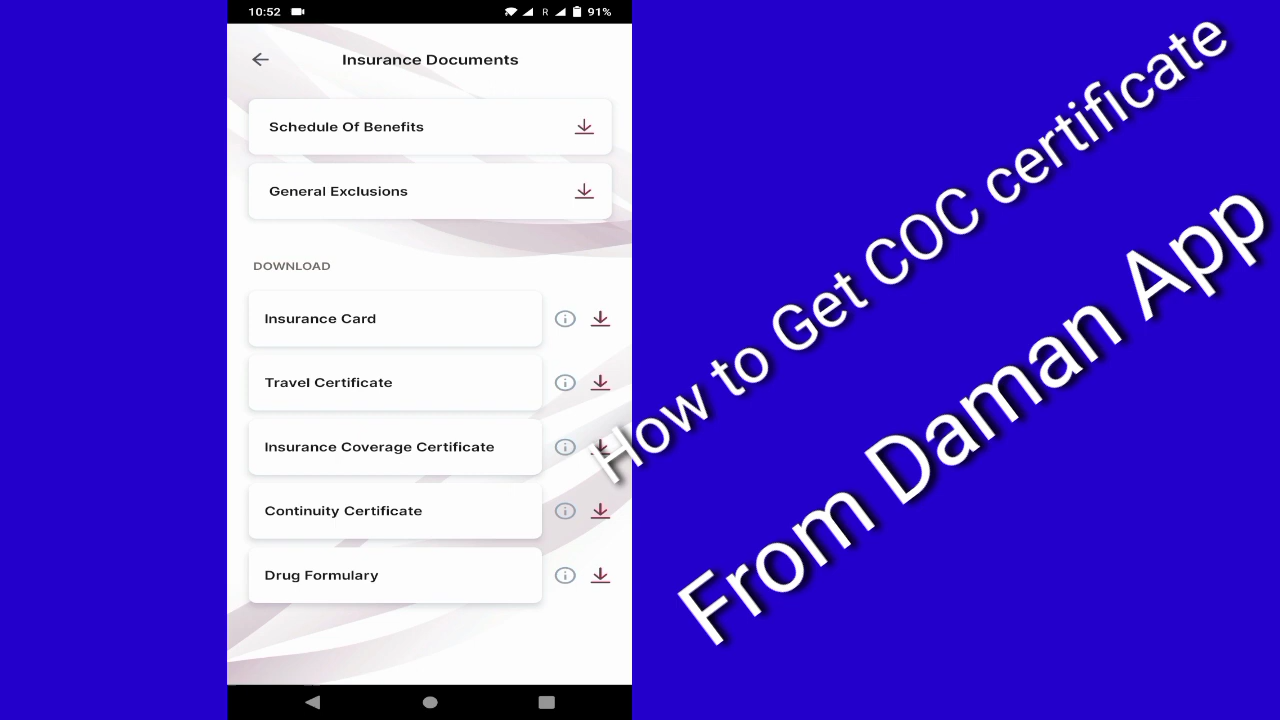 10:52
R
91%
Insurance Documents
Schedule Of Benefits
General Exclusions
DOWNLOAD
Insurance Card
Travel Certificate
Insurance Coverage Certificate
Continuity Certificate
Drug Formulary
How to Get COC certificate
From Daman App